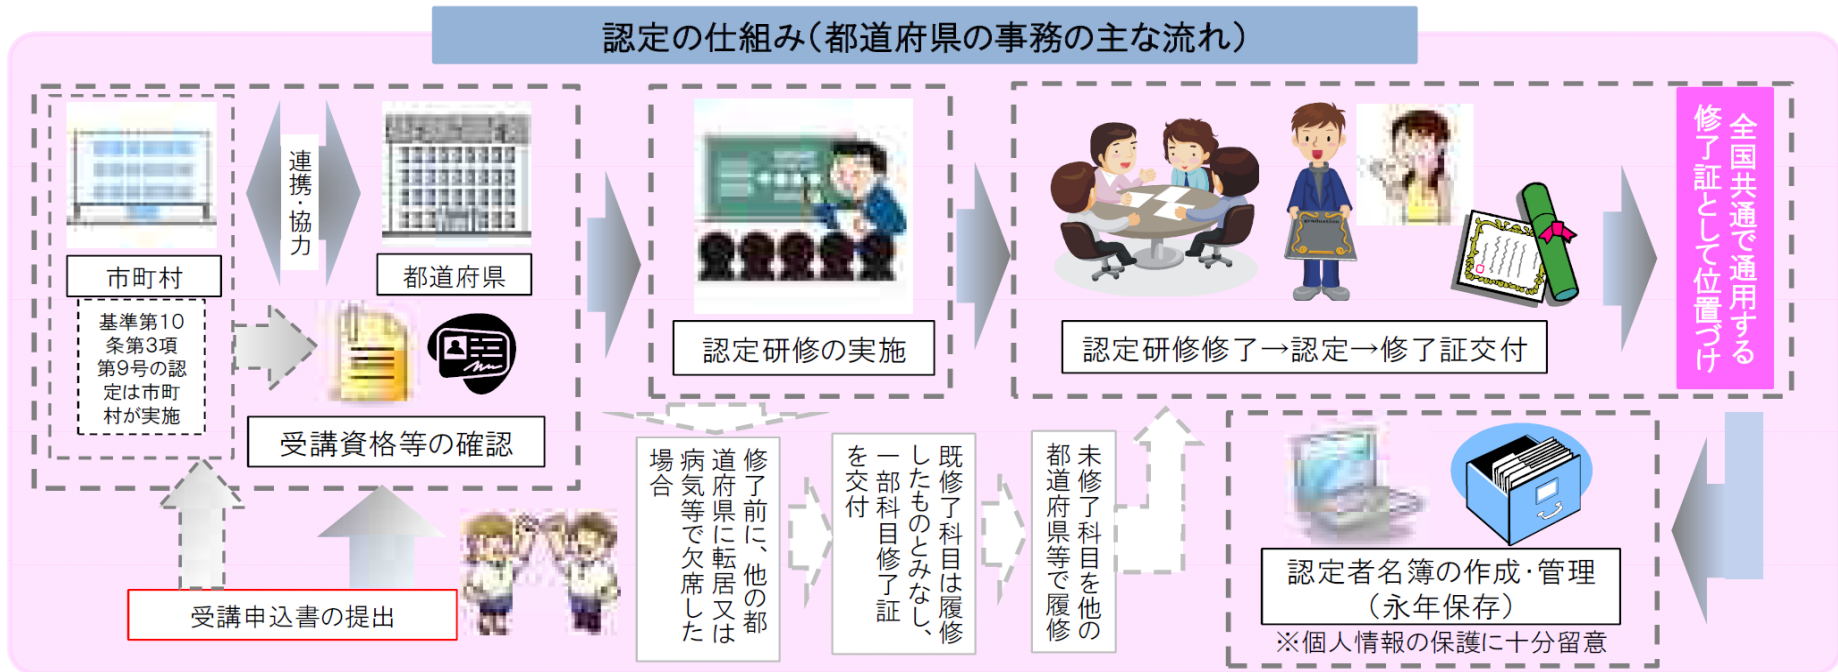 認定の仕組み（都道府県の事務の主な流れ）
市町村
連携・協力
都道府県
基準第10
条第3項
第9号の認
定は市町
村が実施
受講資格等の確認
受講申込書の提出
認定研修の実施
認定研修修了→認定→修了証交付
全国共通で通用する
修了証として位置づけ
修了前に、他の都
道府県に転居又は
病気等で欠席した
場合
既修了科目は履修
したものとみなし、
一部科目修了証
を交付
未修了科目を他の
都道府県等で履修
認定者名簿の作成・管理
（永年保存）
※個人情報の保護に十分留意